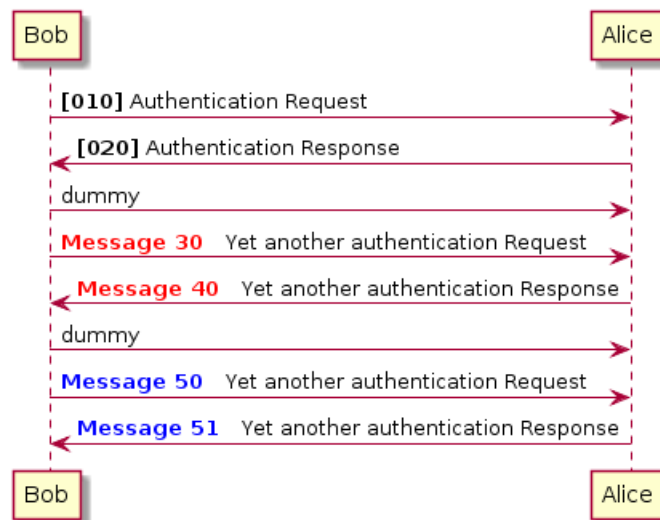 Bob Alice
[010] Authentication Request
[020] Authentication Response
dummy
Message 30 Yet another authentication Request
Message 40 Yet another authentication Response
dummy
Message 50 Yet another authentication Request
Message 51 Yet another authentication Response
Bob Alice